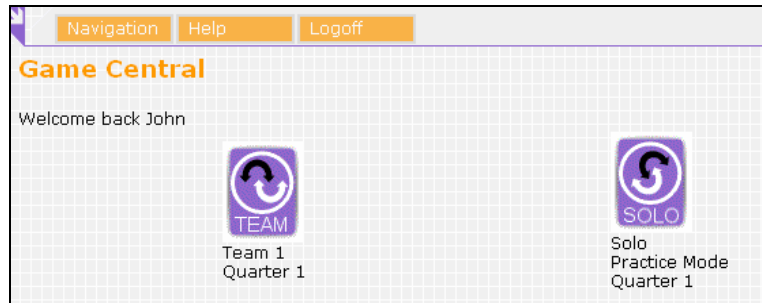 Navigation Help Logoff
Game Central
Welcome back John
TEAM
Team 1
Quarter 1
SOLO
Solo
Practice Mode
Quarter 1